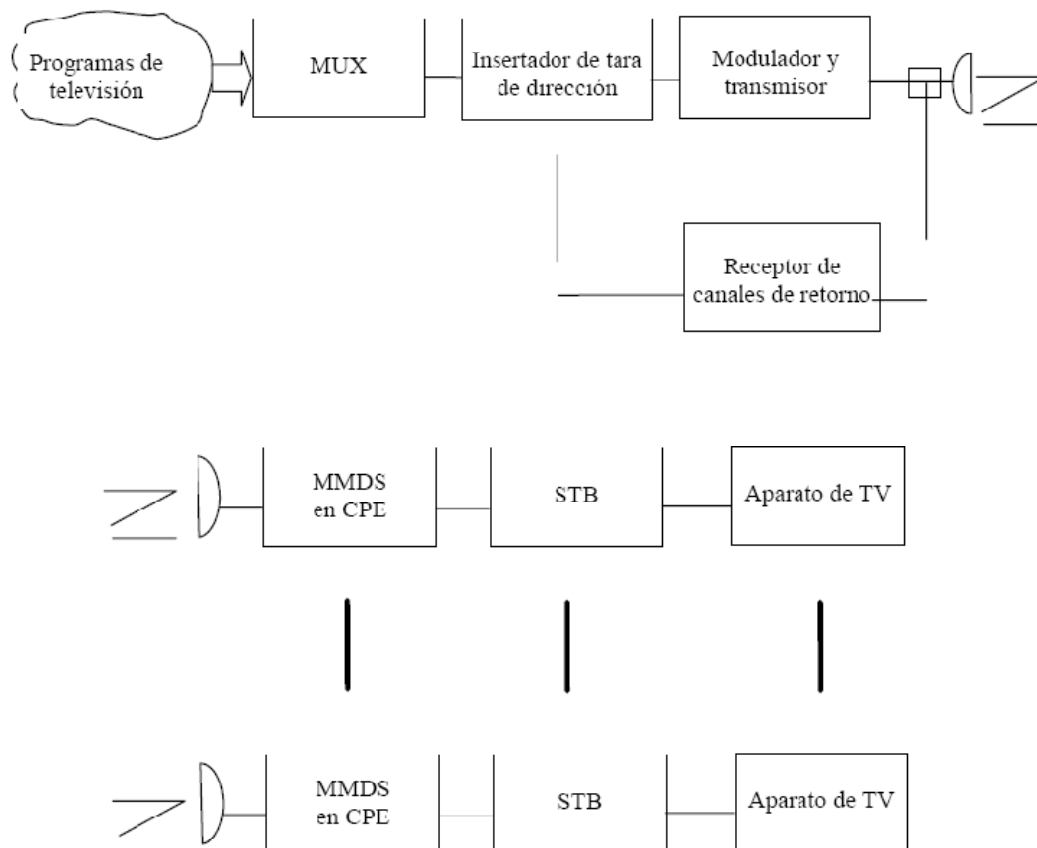 Programas de
televisión
MUX
Insertador de tara
de dirección
Modulador y
transmisor
Receptor de
canales de retorno
MMDS
en CPE
STB
Aparato de TV
MMDS
en CPE
STB
Aparato de TV